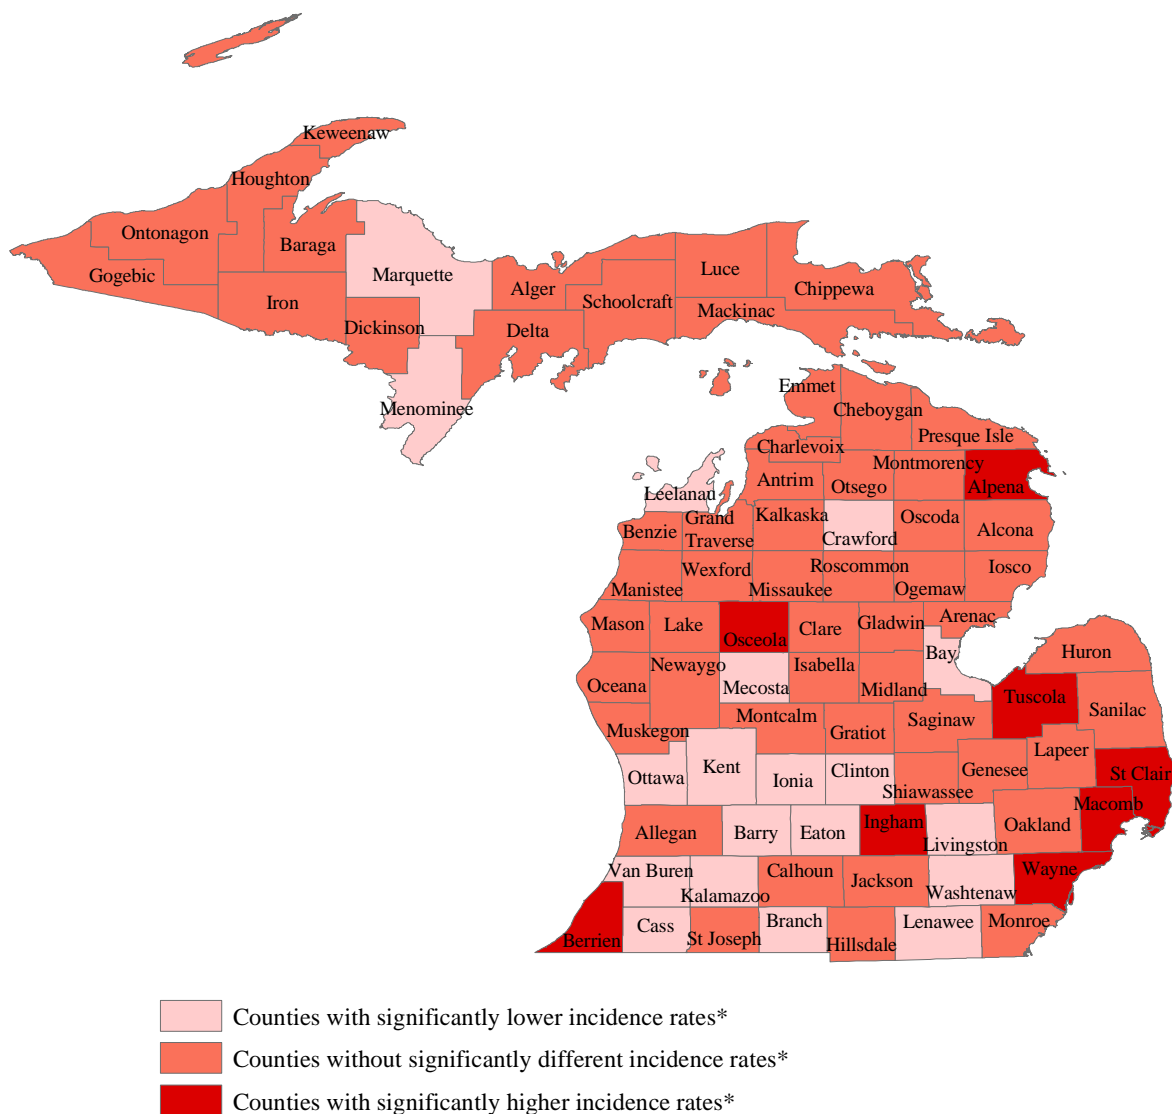 Keweenaw
Houghton
Ontonagon
Baraga
Gogebic
Marquette
Iron
Alger
Luce
Chippewa
Schoolcraft
Mackinac
Dickinson
Delta
Menominee
Emmet
Cheboygan
Presque Isle
Charlevoix
Montmorency
Antrim
Otsego
Alpena
Leelanau
Grand
Traverse
Kalkaska
Crawford
Oscoda
Alcona
Benzie
Wexford
Roscommon
Iosco
Manistee
Missaukee
Ogemaw
Mason
Lake
Osceola
Clare
Gladwin
Arenac
Bay
Huron
Newaygo
Isabella
Oceana
Mecosta
Midland
Tuscola
Sanilac
Montcalm
Muskegon
Gratiot
Saginaw
Lapeer
Ottawa
Kent
Ionia
Clinton
Shiawassee
Genesee
St Clair
Macomb
Allegan
Barry
Eaton
Ingham
Livingston
Oakland
Van Buren
Kalamazoo
Calhoun
Jackson
Washtenaw
Wayne
Berrien
Cass
St Joseph
Branch
Hillsdale
Lenawee
Monroe
Counties with significantly lower incidence rates*
Counties without significantly different incidence rates*
Counties with significantly higher incidence rates*